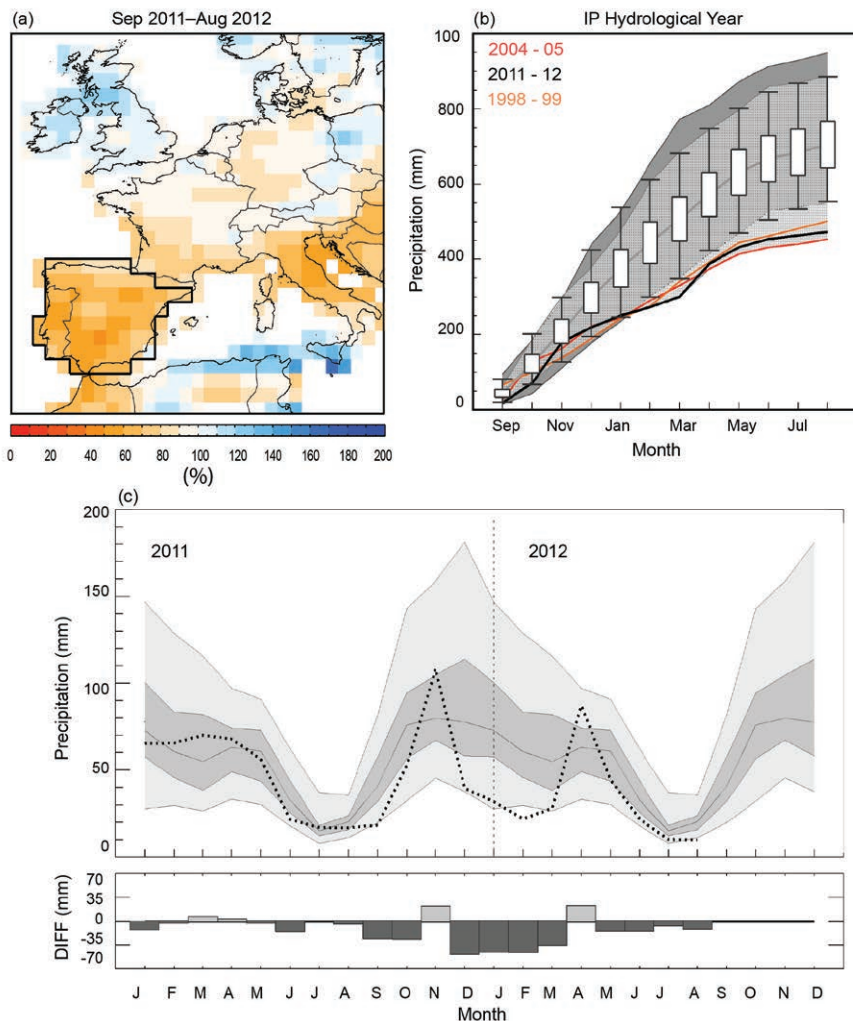 (a)
Sep 2011–Aug 2012
0 20 40 60 80 100 120 140 160 180 200
(%)
(b)
IP Hydrological Year
2004 - 05
2011 - 12
1998 - 99
Precipitation (mm)
100
800
600
400
200
0
Sep Nov Jan Mar May Jul
Month
(c)
2011
2012
Precipitation (mm)
200
150
100
50
0
DIFF (mm)
70
35
0
-35
-70
J F M A M J J A S O N D J F M A M J J A S O N D
Month